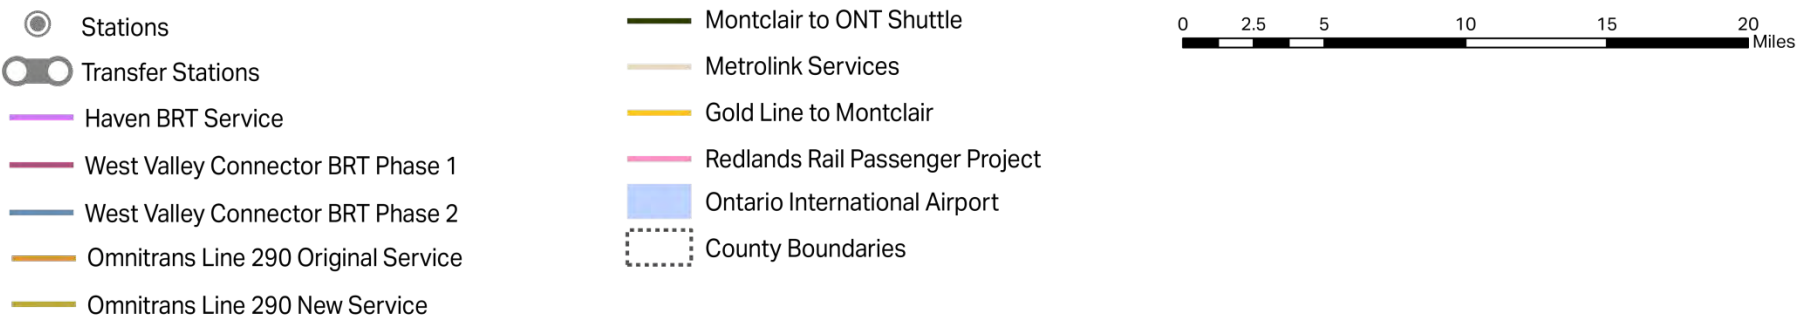 Stations
Transfer Stations
Haven BRT Service
West Valley Connector BRT Phase 1
West Valley Connector BRT Phase 2
Omnitrans Line 290 Original Service
Omnitrans Line 290 New Service
Montclair to ONT Shuttle
Metrolink Services
Gold Line to Montclair
Redlands Rail Passenger Project
Ontario International Airport
County Boundaries
0 2.5 5 10 15 20
Miles